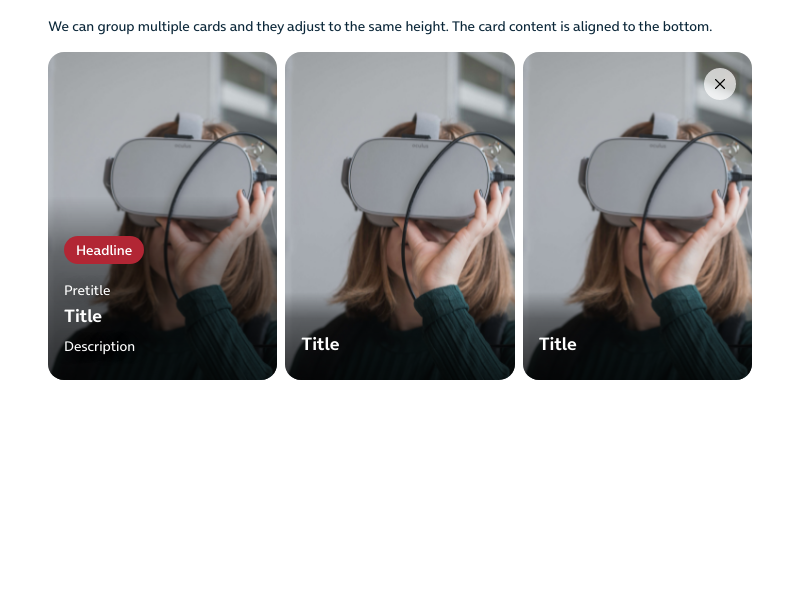 We can group multiple cards and they adjust to the same height. The card content is aligned to the bottom.
Headline
Pretitle
Title
Description
Title
Title